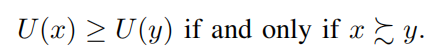 U(x) ≥ U(y) if and only if x ≿ y.